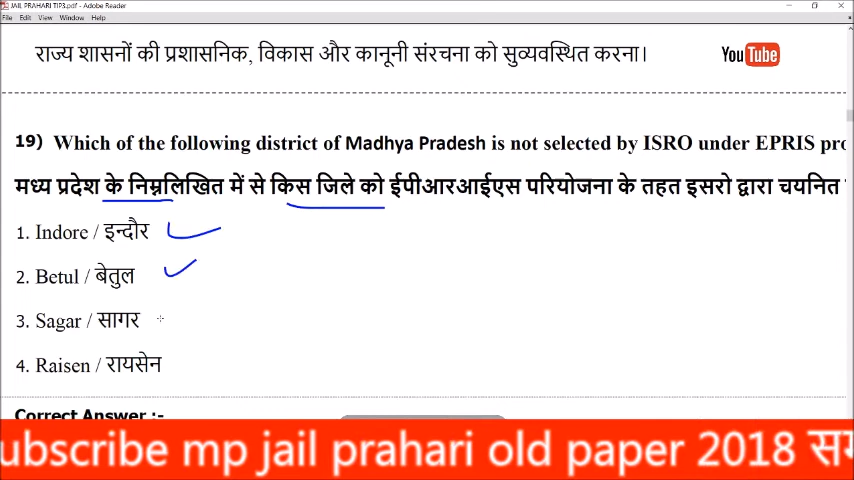 JAIL PRAHARI TIP3.pdf - Adobe Reader
File Edit View Window Help
राज्य शासनों की प्रशासनिक, विकास और कानूनी संरचना को सुव्यवस्थित करना।
YouTube
19) Which of the following district of Madhya Pradesh is not selected by ISRO under EPRIS pro
मध्य प्रदेश के निम्नलिखित में से किस जिले को ईपीआरआईएस परियोजना के तहत इसरो द्वारा चयनित
1. Indore / इन्दौर
2. Betul / बेतुल
3. Sagar / सागर
4. Raisen / रायसेन
Correct Answer :-
ubscribe mp jail prahari old paper 2018